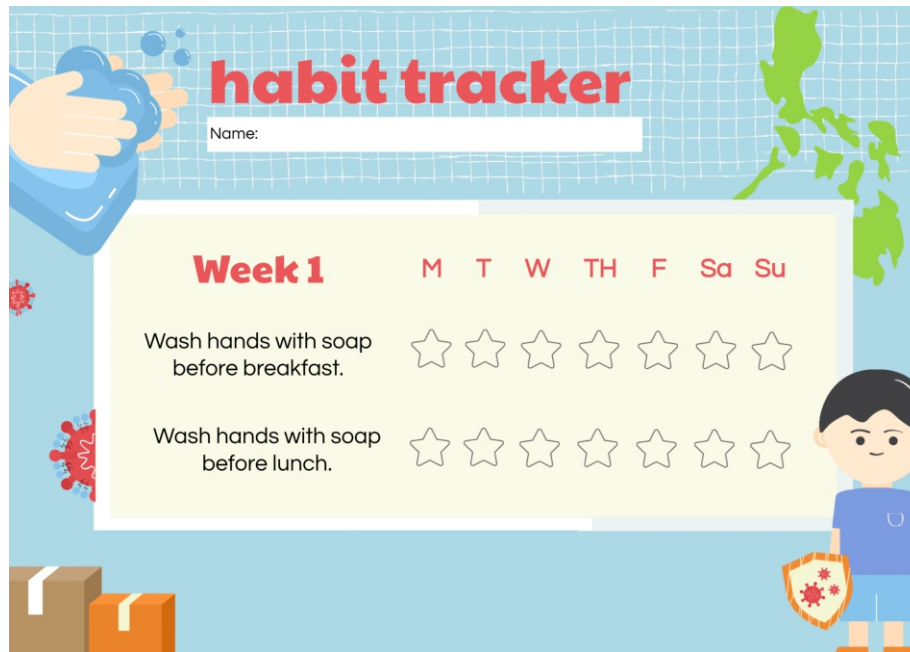 habit tracker
Name:
Week 1 M T W TH F Sa Su
Wash hands with soap
before breakfast.
Wash hands with soap
before lunch.